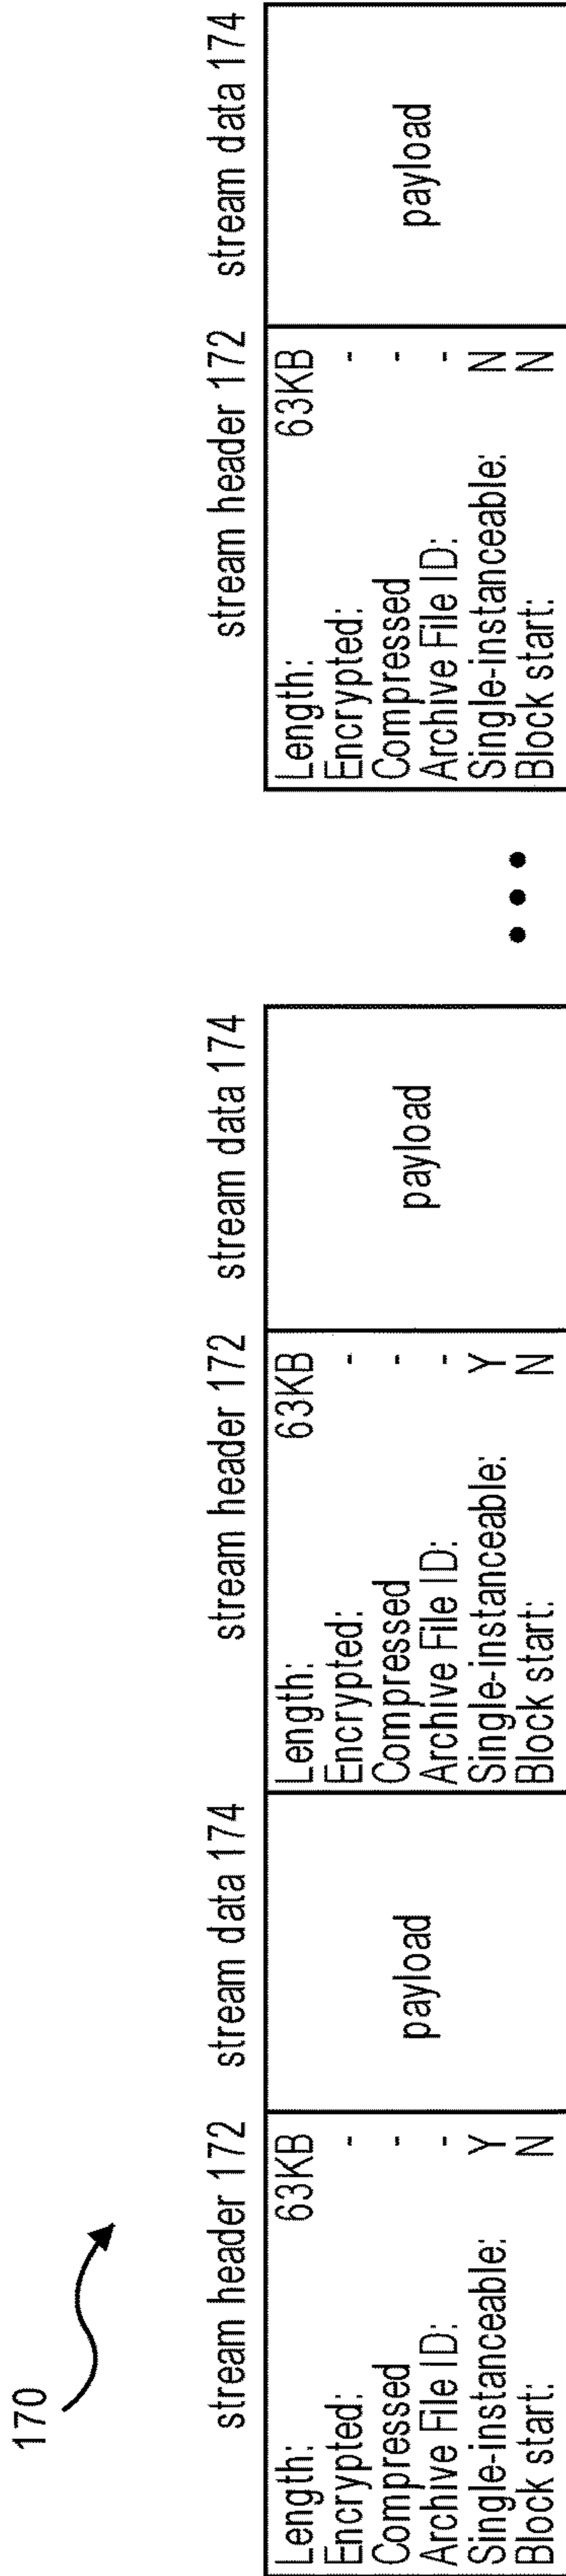 170
stream header 172
Length: 63KB
Encrypted: -
Compressed -
Archive File ID: -
Single-instanceable: Y
Block start: N
stream data 174
payload
stream header 172
Length: 63KB
Encrypted: -
Compressed -
Archive File ID: -
Single-instanceable: Y
Block start: N
stream data 174
payload
stream header 172
Length: 63KB
Encrypted: -
Compressed -
Archive File ID: -
Single-instanceable: N
Block start: N
stream data 174
payload